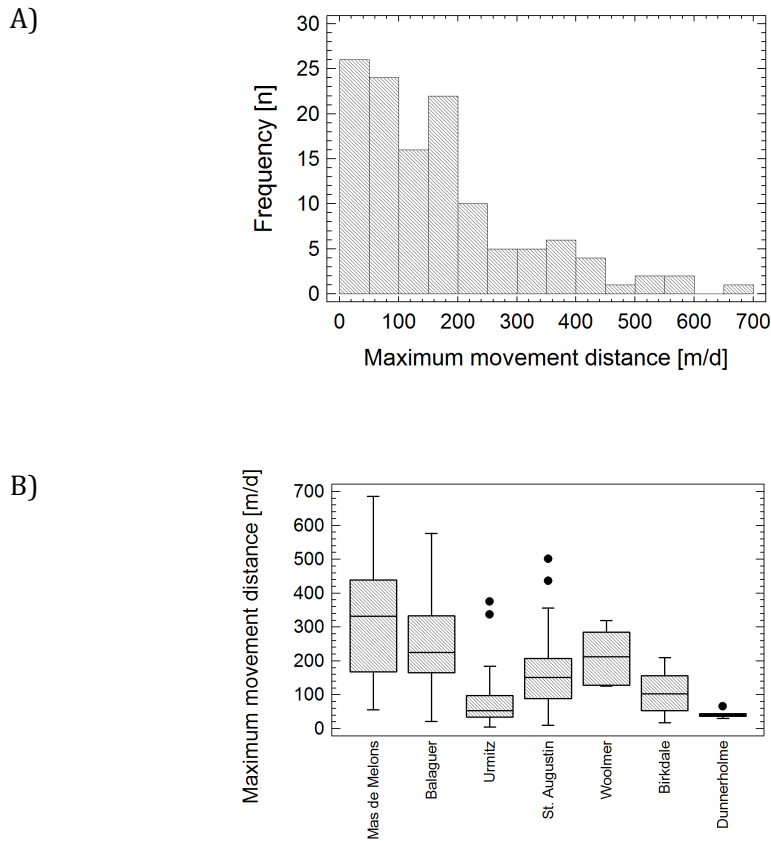 A)
Frequency [n]
30
25
20
15
10
5
0
0 100 200 300 400 500 600 700
Maximum movement distance [m/d]
B)
Maximum movement distance [m/d]
700
600
500
400
300
200
100
0
Mas de Melons
Balaguer
Urmitz
St. Augustin
Woolmer
Birkdale
Dunnerholme